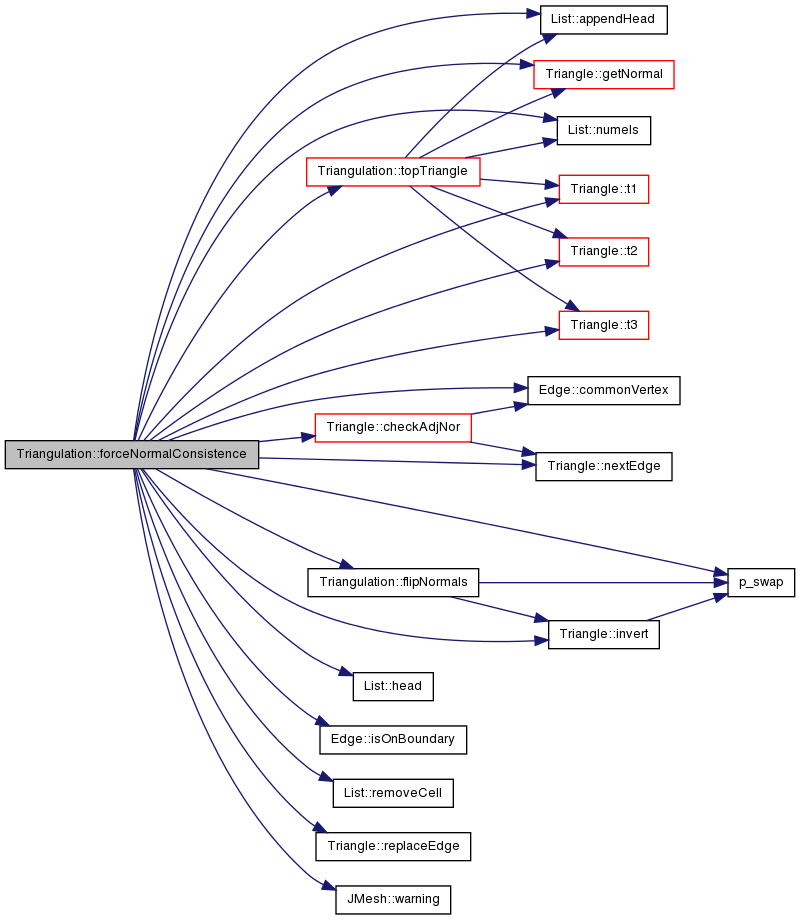 List::appendHead
Triangle::getNormal
List::numels
Triangulation::topTriangle
Triangle::t1
Triangle::t2
Triangle::t3
Edge::commonVertex
Triangle::checkAdjNor
Triangulation::forceNormalConsistence
Triangle::nextEdge
Triangulation::flipNormals
p_swap
Triangle::invert
List::head
Edge::isOnBoundary
List::removeCell
Triangle::replaceEdge
JMesh::warning